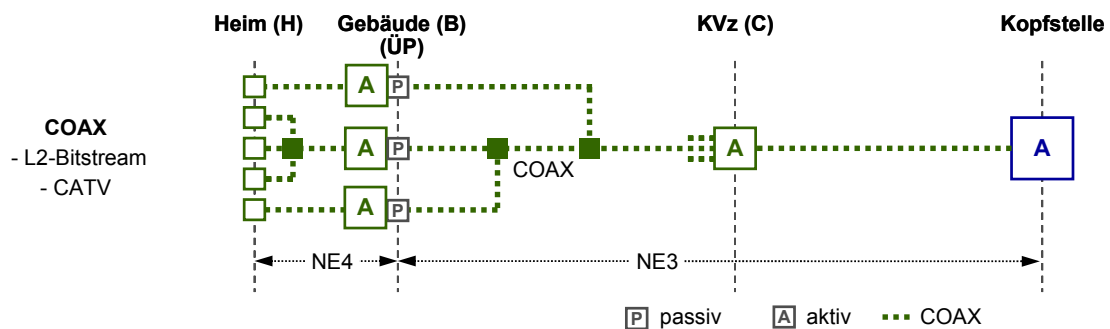 Heim (H)
Gebäude (B)
(ÜP)
KVz (C)
Kopfstelle
COAX
- L2-Bitstream
- CATV
A P
A P
A P
COAX
A
A
NE4
NE3
P passiv
A aktiv
COAX